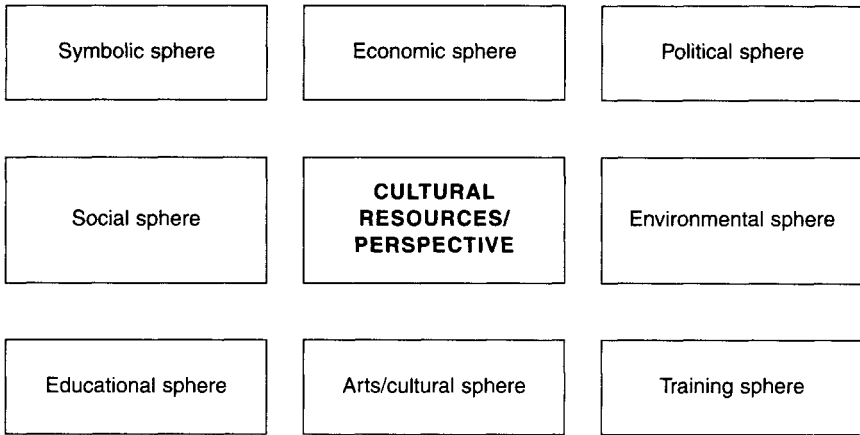 Symbolic sphere
Economic sphere
Political sphere
Social sphere
CULTURAL
RESOURCES/
PERSPECTIVE
Environmental sphere
Educational sphere
Arts/cultural sphere
Training sphere